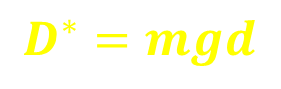 D* = mgd